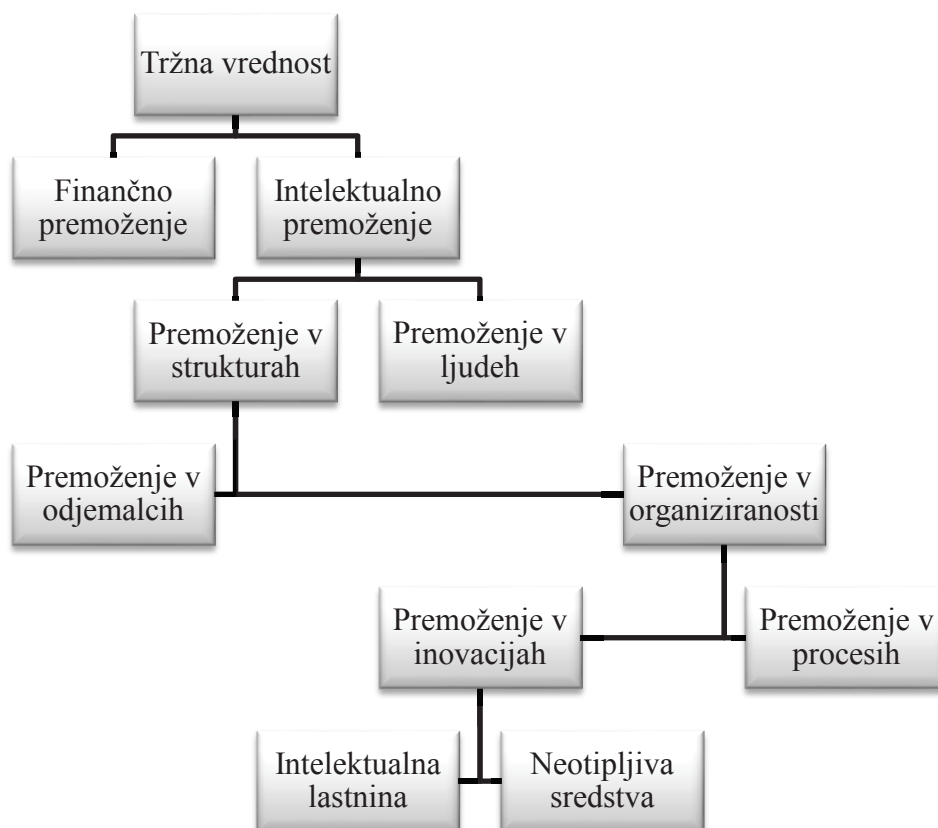 Tržna vrednost
Finančno
premoženje
Intelektualno
premoženje
Premoženje v
strukturah
Premoženje v
ljudeh
Premoženje v
odjemalcih
Premoženje v
organiziranosti
Premoženje v
inovacijah
Premoženje v
procesih
Intelektualna
lastnina
Neotipljiva
sredstva